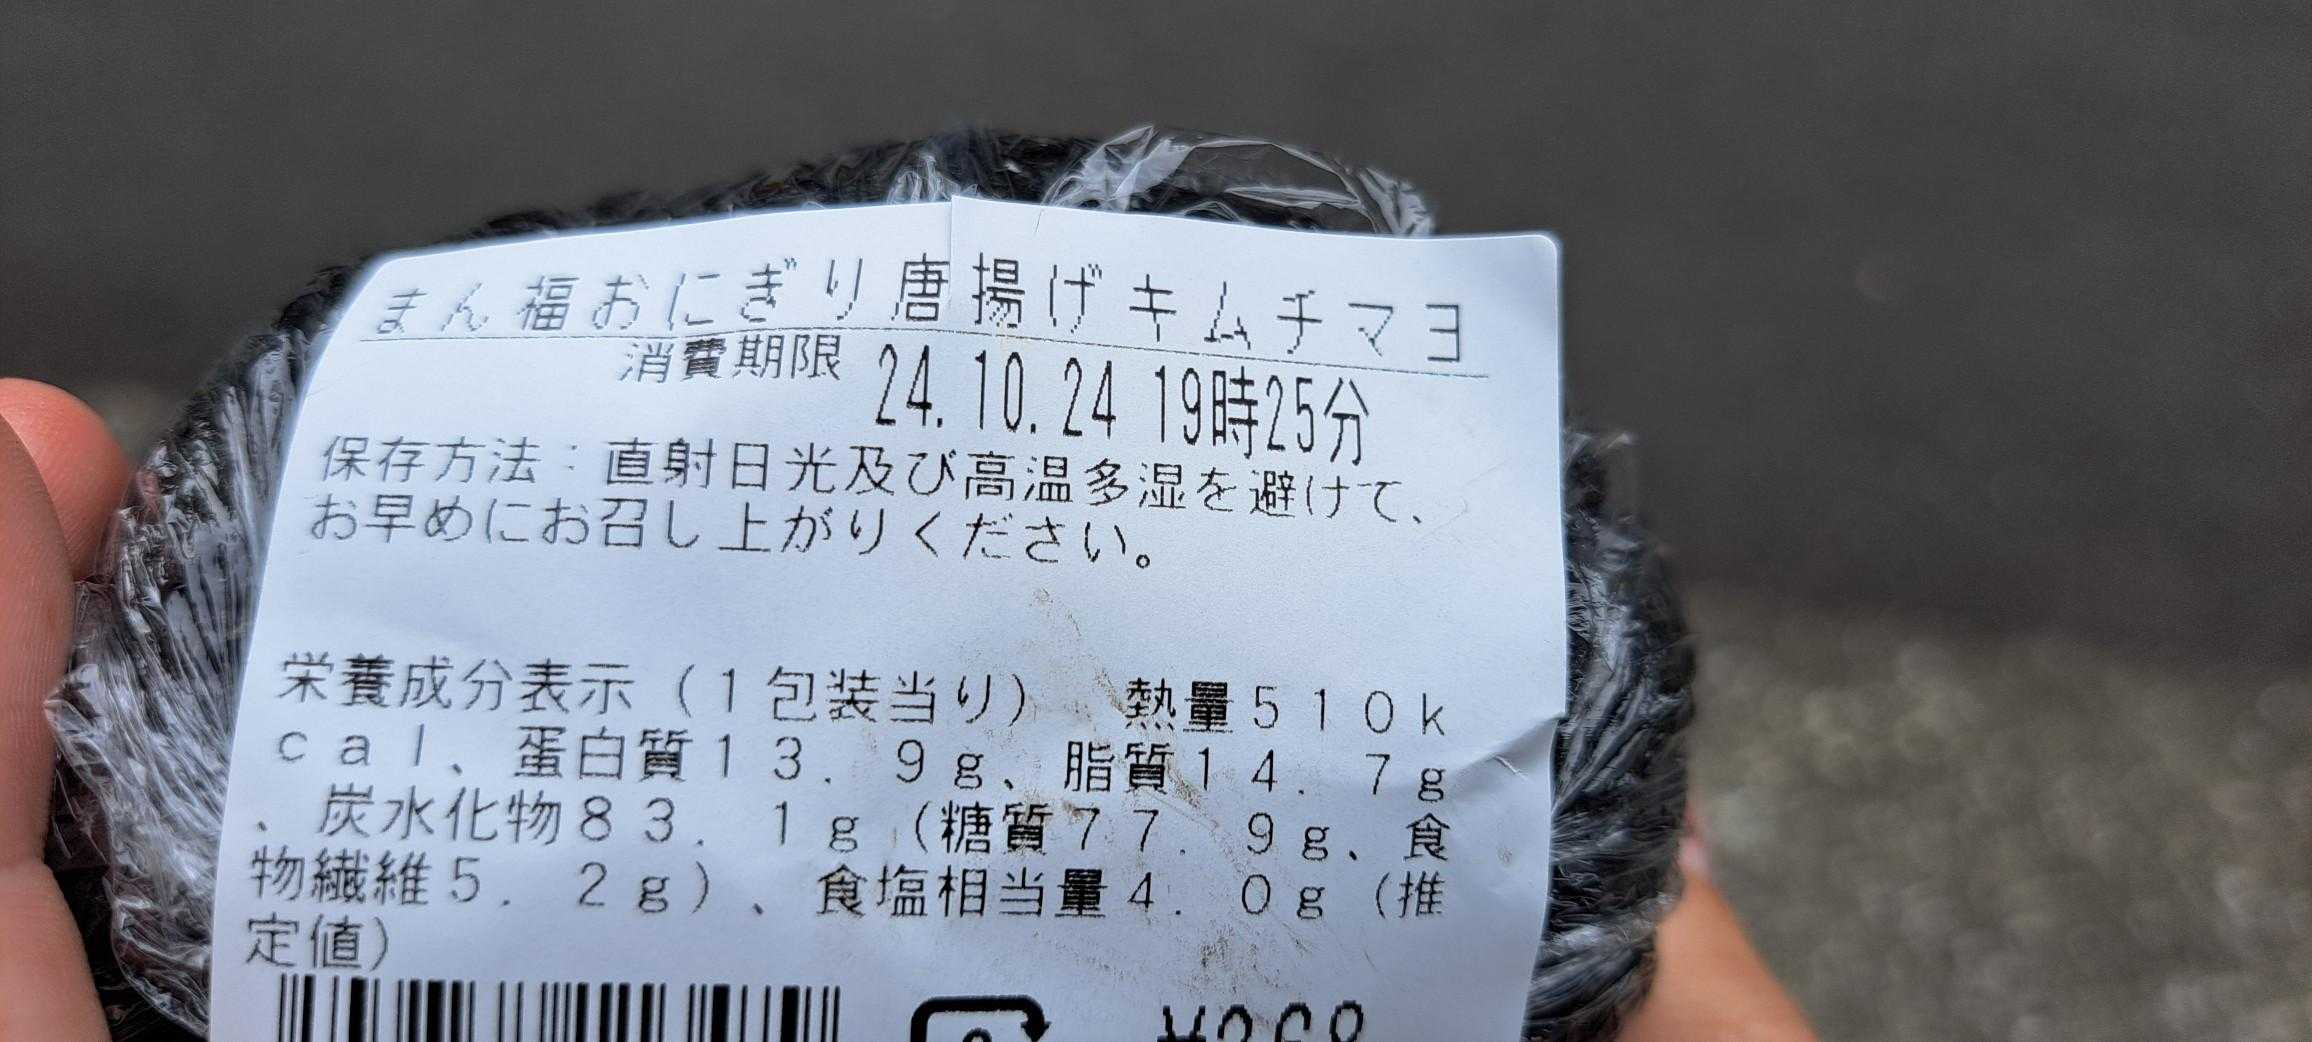 まん福おにぎり唐揚げキムチマヨ
消費期限 24.10.24 19時25分
保存方法：直射日光及び高温多湿を避けて、
お早めにお召し上がりください。
栄養成分表示（１包装当り）　熱量５１０ｋ
ｃａｌ、蛋白質１３．９ｇ、脂質１４．７ｇ
、炭水化物８３．１ｇ（糖質７７．９ｇ、食
物繊維５．２ｇ）、食塩相当量４．０ｇ（推
定値）